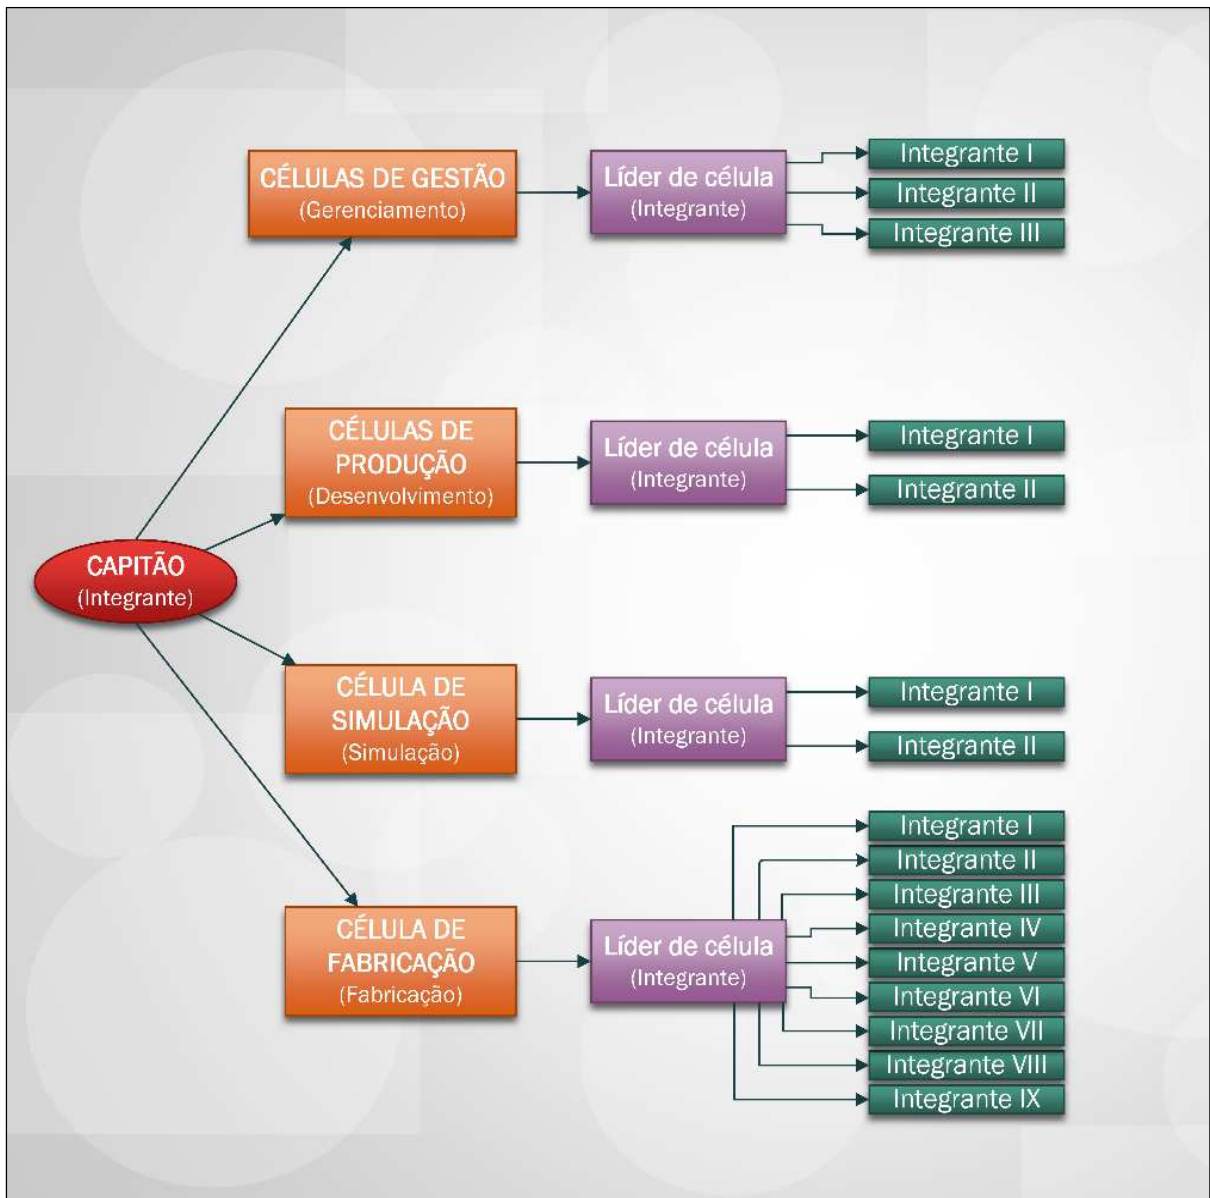 CÉLULAS DE GESTÃO
(Gerenciamento)
Líder de célula
(Integrante)
Integrante I
Integrante II
Integrante III
CÉLULAS DE
PRODUÇÃO
(Desenvolvimento)
Líder de célula
(Integrante)
Integrante I
Integrante II
CAPITÃO
(Integrante)
CÉLULA DE
SIMULAÇÃO
(Simulação)
Líder de célula
(Integrante)
Integrante I
Integrante II
CÉLULA DE
FABRICAÇÃO
(Fabricação)
Líder de célula
(Integrante)
Integrante I
Integrante II
Integrante III
Integrante IV
Integrante V
Integrante VI
Integrante VII
Integrante VIII
Integrante IX